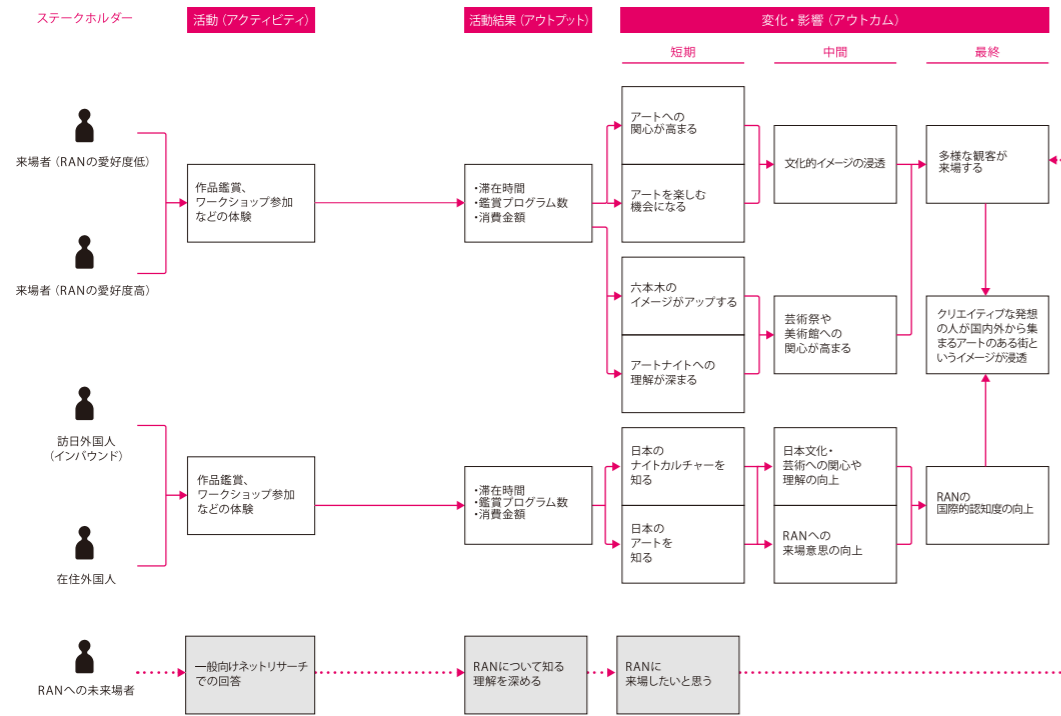 ステークホルダー
活動（アクティビティ）
活動結果（アウトプット）
変化・影響（アウトカム）
短期
中間
最終
来場者（RANの愛好度低）
来場者（RANの愛好度高）
作品鑑賞、
ワークショップ参加
などの体験
・滞在時間
・鑑賞プログラム数
・消費金額
アートへの
関心が高まる
アートを楽しむ
機会になる
六本木の
イメージがアップする
アートナイトへの
理解が深まる
文化的イメージの浸透
芸術祭や
美術館への
関心が高まる
多様な観客が
来場する
クリエイティブな発想
の人が国内外から集
まるアートのある街と
いうイメージが浸透
訪日外国人
（インバウンド）
在住外国人
作品鑑賞、
ワークショップ参加
などの体験
・滞在時間
・鑑賞プログラム数
・消費金額
日本の
ナイトカルチャーを
知る
日本の
アートを
知る
日本文化・
芸術への関心や
理解の向上
RANへの
来場意思の向上
RANの
国際的認知度の向上
RANへの未来場者
一般向けネットリサーチ
での回答
RANについて知る
理解を深める
RANに
来場したいと思う